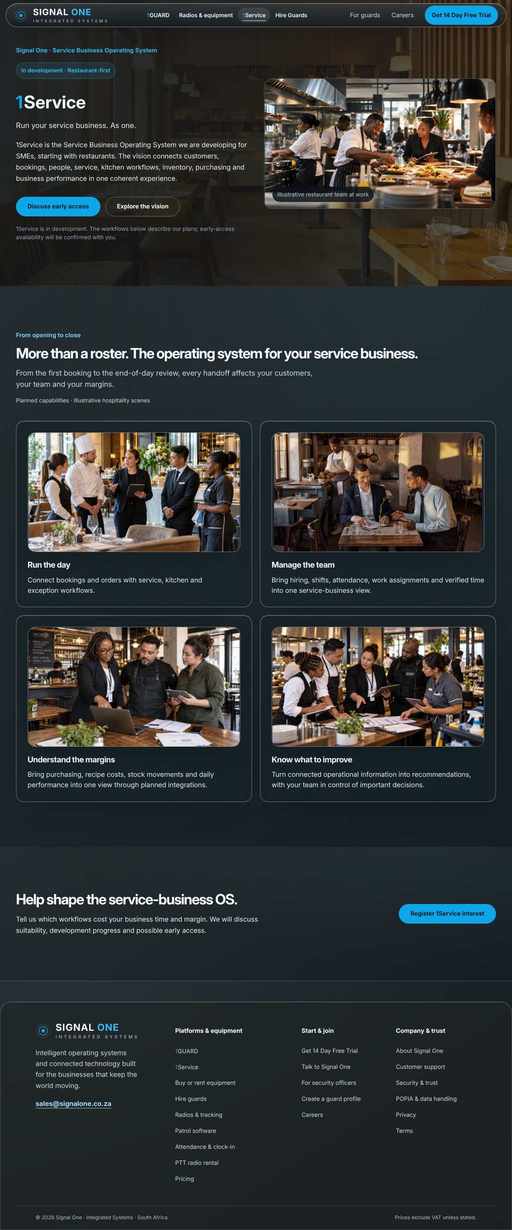 SIGNAL ONE
INTEGRATED SYSTEMS
1GUARD
Radios & equipment
1Service
Hire Guards
For guards
Careers
Get 14 Day Free Trial
Signal One · Service Business Operating System
In development · Restaurant-first
1Service
Run your service business. As one.
1Service is the Service Business Operating System we are developing for
SMEs, starting with restaurants. The vision connects customers,
bookings, people, service, kitchen workflows, inventory, purchasing and
business performance in one coherent experience.
Discuss early access
Explore the vision
1Service is in development. The workflows below describe our plans; early-access
availability will be confirmed with you.
Illustrative restaurant team at work
From opening to close
More than a roster. The operating system for your service business.
From the first booking to the end-of-day review, every handoff affects your customers,
your team and your margins.
Planned capabilities · Illustrative hospitality scenes
Run the day
Connect bookings and orders with service, kitchen and
exception workflows.
Manage the team
Bring hiring, shifts, attendance, work assignments and verified time
into one service-business view.
Understand the margins
Bring purchasing, recipe costs, stock movements and daily
performance into one view through planned integrations.
Know what to improve
Turn connected operational information into recommendations,
with your team in control of important decisions.
Help shape the service-business OS.
Tell us which workflows cost your business time and margin. We will discuss
suitability, development progress and possible early access.
Register 1Service interest
SIGNAL ONE
INTEGRATED SYSTEMS
Intelligent operating systems
and connected technology built
for the businesses that keep the
world moving.
sales@signalone.co.za
Platforms & equipment
1GUARD
1Service
Buy or rent equipment
Hire guards
Radios & tracking
Patrol software
Attendance & clock-in
PTT radio rental
Pricing
Start & join
Get 14 Day Free Trial
Talk to Signal One
For security officers
Create a guard profile
Careers
Company & trust
About Signal One
Customer support
Security & trust
POPIA & data handling
Privacy
Terms
© 2026 Signal One · Integrated Systems · South Africa
Prices exclude VAT unless stated.